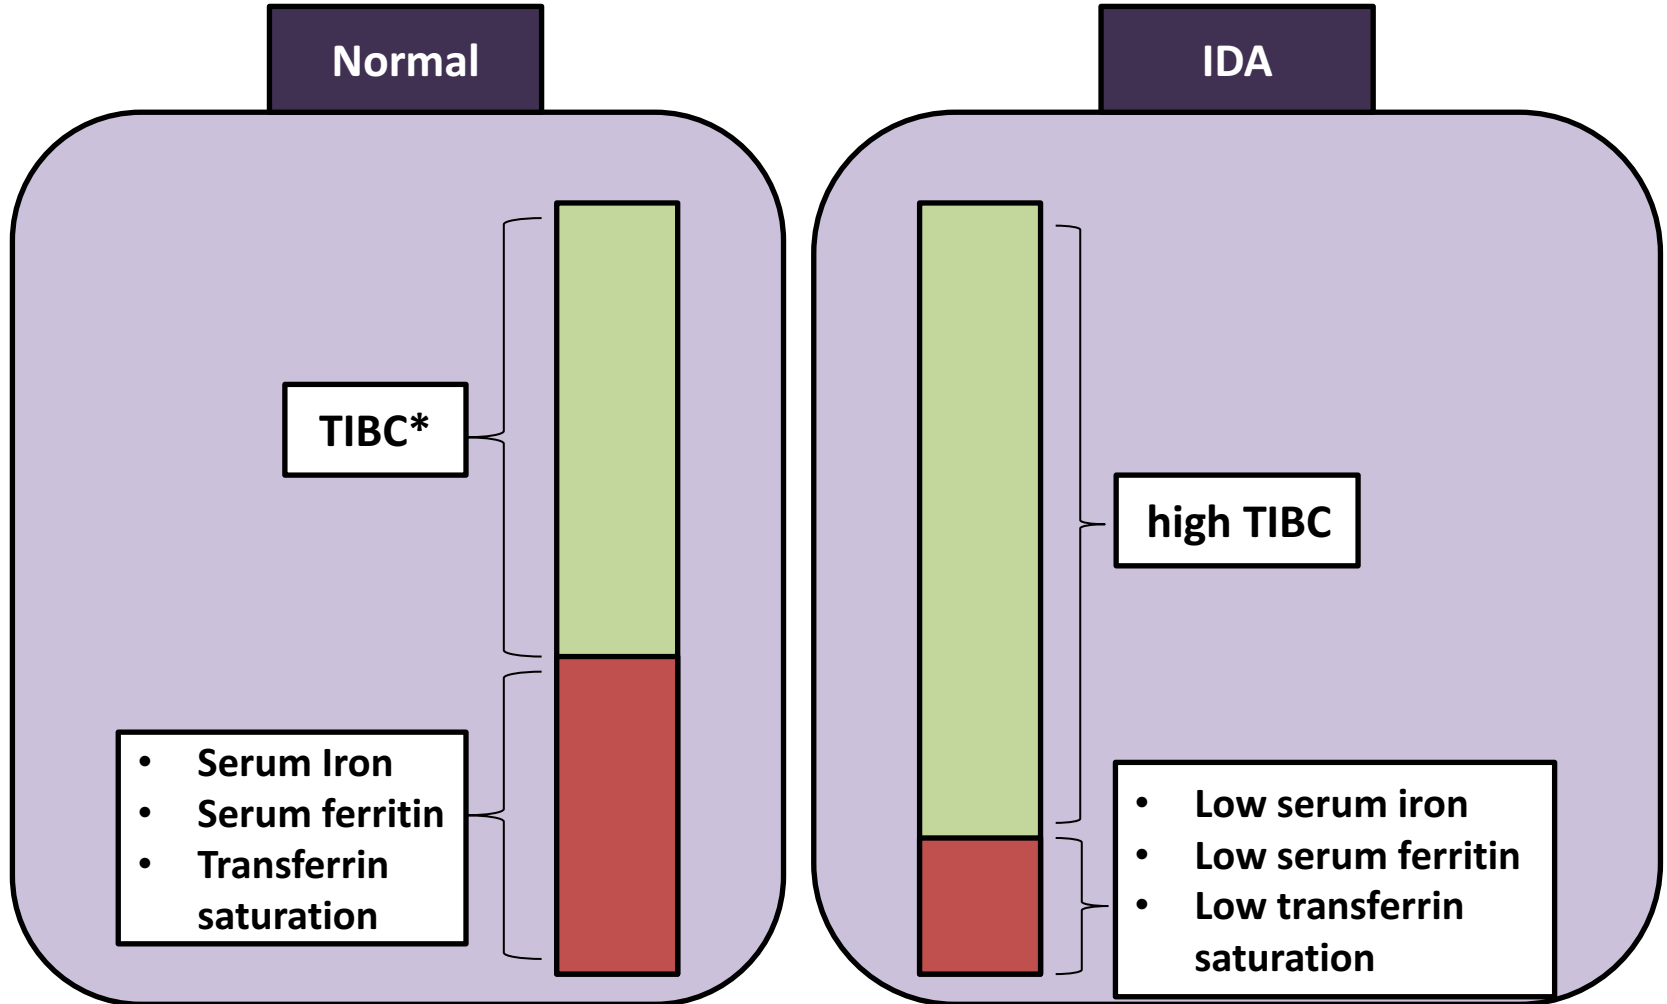 Normal
TIBC*
• Serum Iron
• Serum ferritin
• Transferrin
saturation
IDA
high TIBC
• Low serum iron
• Low serum ferritin
• Low transferrin
saturation